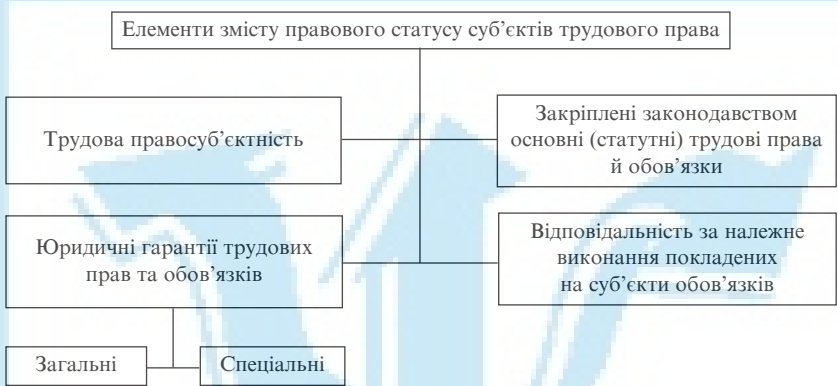 Елементи змісту правового статусу суб’єктів трудового права
Трудова правосуб’єктність
Закріплені законодавством
основні (статутні) трудові права
й обов’язки
Юридичні гарантії трудових
прав та обов’язків
Відповідальність за належне
виконання покладених
на суб’єкти обов’язків
Загальні
Спеціальні